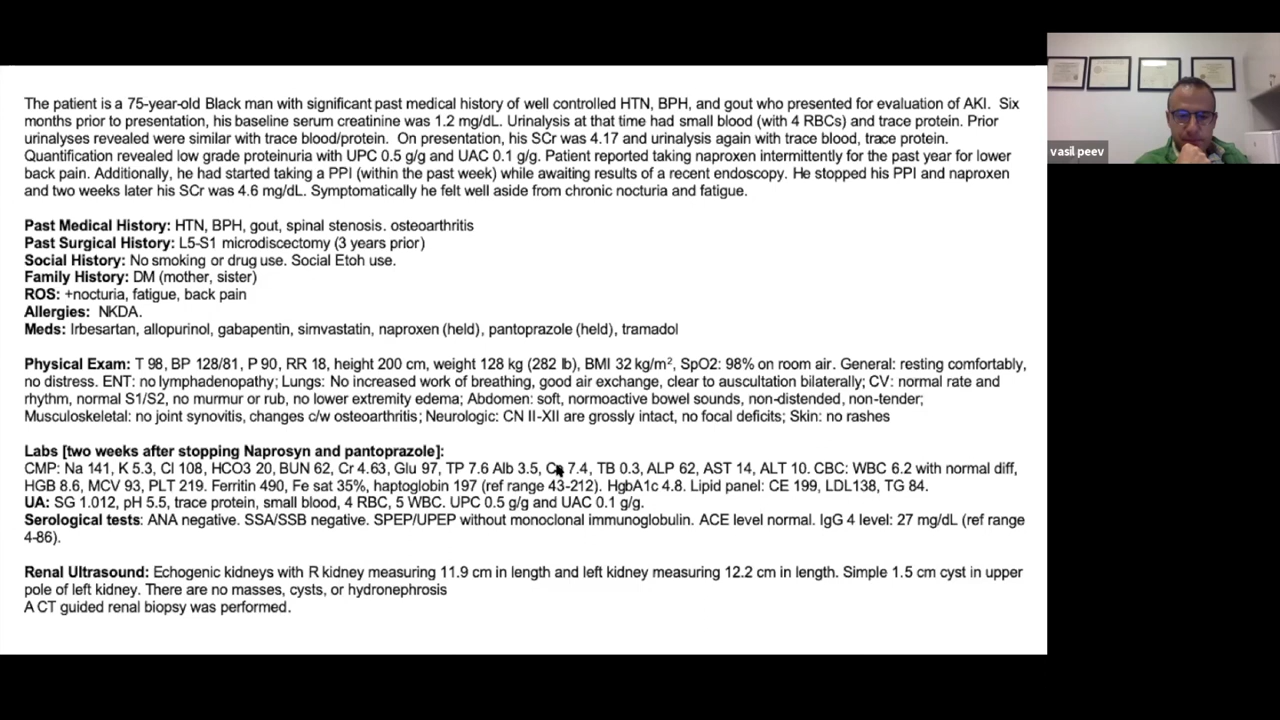 The patient is a 75-year-old Black man with significant past medical history of well controlled HTN, BPH, and gout who presented for evaluation of AKI. Six
months prior to presentation, his baseline serum creatinine was 1.2 mg/dL. Urinalysis at that time had small blood (with 4 RBCs) and trace protein. Prior
urinalyses revealed were similar with trace blood/protein. On presentation, his SCr was 4.17 and urinalysis again with trace blood, trace protein.
Quantification revealed low grade proteinuria with UPC 0.5 g/g and UAC 0.1 g/g. Patient reported taking naproxen intermittently for the past year for lower
back pain. Additionally, he had started taking a PPI (within the past week) while awaiting results of a recent endoscopy. He stopped his PPI and naproxen
and two weeks later his SCr was 4.6 mg/dL. Symptomatically he felt well aside from chronic nocturia and fatigue.
Past Medical History: HTN, BPH, gout, spinal stenosis. osteoarthritis
Past Surgical History: L5-S1 microdiscectomy (3 years prior)
Social History: No smoking or drug use. Social Etoh use.
Family History: DM (mother, sister)
ROS: +nocturia, fatigue, back pain
Allergies: NKDA.
Meds: Irbesartan, allopurinol, gabapentin, simvastatin, naproxen (held), pantoprazole (held), tramadol
Physical Exam: T 98, BP 128/81, P 90, RR 18, height 200 cm, weight 128 kg (282 lb), BMI 32 kg/m², SpO2: 98% on room air. General: resting comfortably,
no distress. ENT: no lymphadenopathy; Lungs: No increased work of breathing, good air exchange, clear to auscultation bilaterally; CV: normal rate and
rhythm, normal S1/S2, no murmur or rub, no lower extremity edema; Abdomen: soft, normoactive bowel sounds, non-distended, non-tender;
Musculoskeletal: no joint synovitis, changes c/w osteoarthritis; Neurologic: CN II-XII are grossly intact, no focal deficits; Skin: no rashes
Labs [two weeks after stopping Naprosyn and pantoprazole]:
CMP: Na 141, K 5.3, Cl 108, HCO3 20, BUN 62, Cr 4.63, Glu 97, TP 7.6 Alb 3.5, Ca 7.4, TB 0.3, ALP 62, AST 14, ALT 10. CBC: WBC 6.2 with normal diff,
HGB 8.6, MCV 93, PLT 219. Ferritin 490, Fe sat 35%, haptoglobin 197 (ref range 43-212). HgbA1c 4.8. Lipid panel: CE 199, LDL138, TG 84.
UA: SG 1.012, pH 5.5, trace protein, small blood, 4 RBC, 5 WBC. UPC 0.5 g/g and UAC 0.1 g/g.
Serological tests: ANA negative. SSA/SSB negative. SPEP/UPEP without monoclonal immunoglobulin. ACE level normal. IgG 4 level: 27 mg/dL (ref range
4-86).
Renal Ultrasound: Echogenic kidneys with R kidney measuring 11.9 cm in length and left kidney measuring 12.2 cm in length. Simple 1.5 cm cyst in upper
pole of left kidney. There are no masses, cysts, or hydronephrosis
A CT guided renal biopsy was performed.
vasil peev